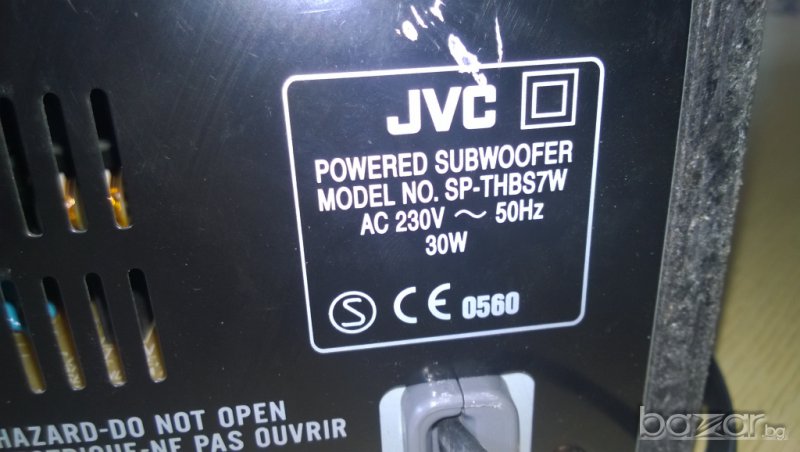 JVC
POWERED SUBWOOFER
MODEL NO. SP-THBS7W
AC 230V ~ 50Hz
30W
S CE 0560
HAZARD-DO NOT OPEN
NE PAS OUVRIR
bazar.bg